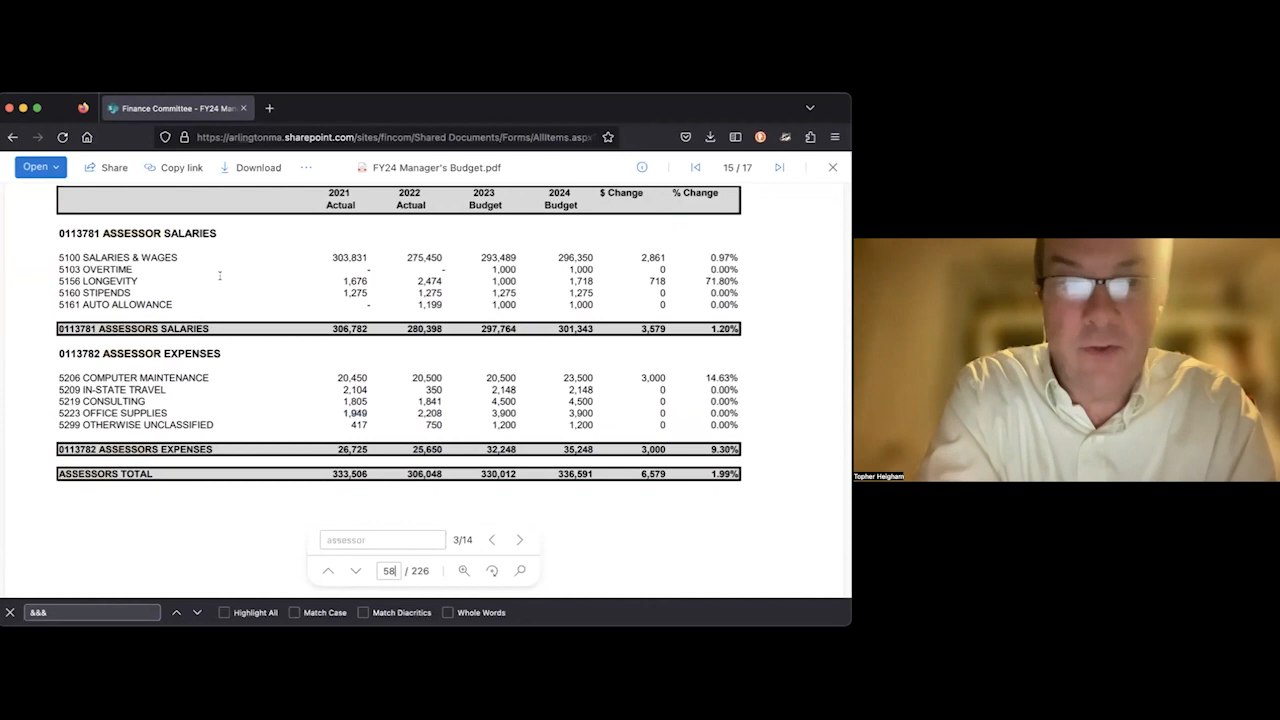 Finance Committee - FY24 Man
https://arlingtonma.sharepoint.com/sites/fincom/Shared Documents/Forms/AllItems.aspx
Open Share Copy link Download ... FY24 Manager's Budget.pdf 15 / 17
2021 2022 2023 2024 $ Change % Change
Actual Actual Budget Budget
0113781 ASSESSOR SALARIES
5100 SALARIES & WAGES 303,831 275,450 293,489 296,350 2,861 0.97%
5103 OVERTIME - - 1,000 1,000 0 0.00%
5156 LONGEVITY 1,676 2,474 1,000 1,718 718 71.80%
5160 STIPENDS 1,275 1,275 1,275 1,275 0 0.00%
5161 AUTO ALLOWANCE - 1,199 1,000 1,000 0 0.00%
0113781 ASSESSORS SALARIES 306,782 280,398 297,764 301,343 3,579 1.20%
0113782 ASSESSOR EXPENSES
5206 COMPUTER MAINTENANCE 20,450 20,500 20,500 23,500 3,000 14.63%
5209 IN-STATE TRAVEL 2,104 350 2,148 2,148 0 0.00%
5219 CONSULTING 1,805 1,841 4,500 4,500 0 0.00%
5223 OFFICE SUPPLIES 1,949 2,208 3,900 3,900 0 0.00%
5299 OTHERWISE UNCLASSIFIED 417 750 1,200 1,200 0 0.00%
0113782 ASSESSORS EXPENSES 26,725 25,650 32,248 35,248 3,000 9.30%
ASSESSORS TOTAL 333,506 306,048 330,012 336,591 6,579 1.99%
Topher Heigham
assessor 3/14
58 / 226
&&& Highlight All Match Case Match Diacritics Whole Words